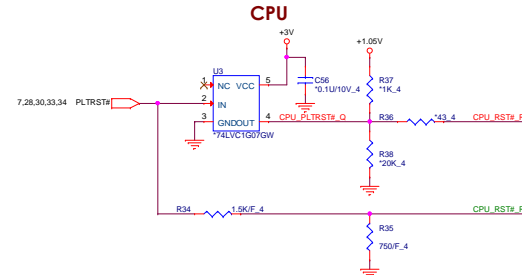 CPU
+3V
+1.05V
U3
1
NC VCC
5
C56
*0.1U/10V_4
R37
*1K_4
7,28,30,33,34 PLTRST#
2
IN
3
GNDOUT
4
CPU_PLTRST#_Q
R36
*43_4
CPU_RST#_R
*74LVC1G07GW
R38
*20K_4
R34
1.5K/F_4
R35
750/F_4